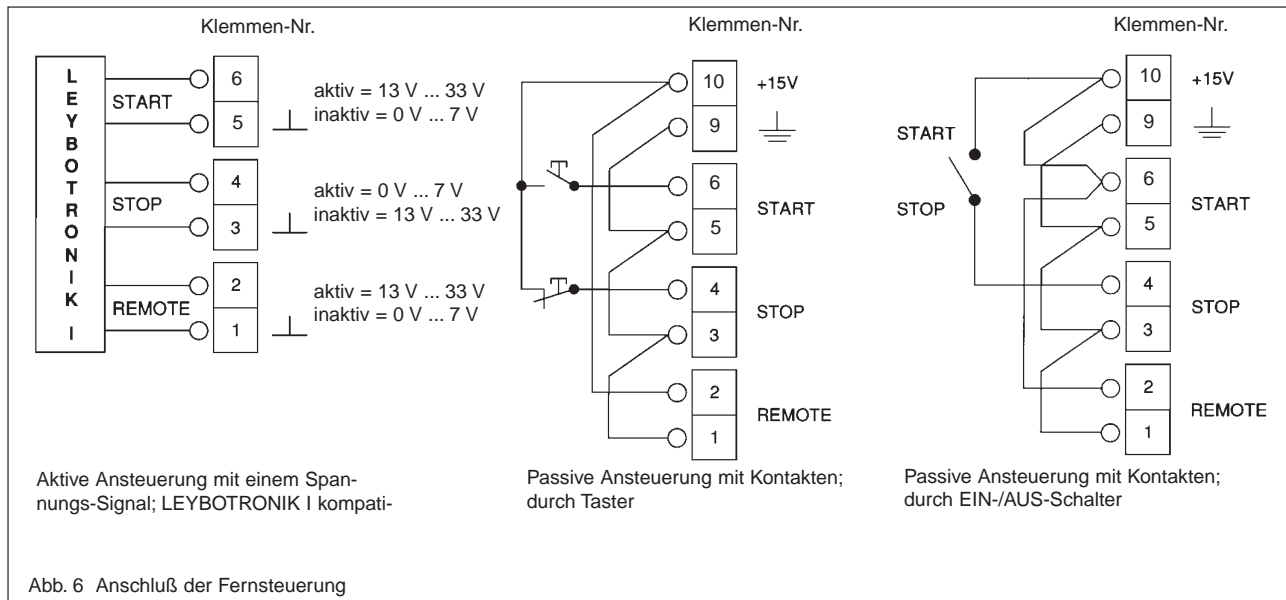 Klemmen-Nr.
LEYBOTRONIK I
START
STOP
REMOTE
6
5
4
3
2
1
aktiv = 13 V ... 33 V
inaktiv = 0 V ... 7 V
aktiv = 0 V ... 7 V
inaktiv = 13 V ... 33 V
aktiv = 13 V ... 33 V
inaktiv = 0 V ... 7 V
Aktive Ansteuerung mit einem Span-
nungs-Signal; LEYBOTRONIK I kompati-
Klemmen-Nr.
10 +15V
9
6
START
5
4
STOP
3
2
REMOTE
1
Passive Ansteuerung mit Kontakten;
durch Taster
Klemmen-Nr.
START
STOP
10 +15V
9
6
START
5
4
STOP
3
2
REMOTE
1
Passive Ansteuerung mit Kontakten;
durch EIN-/AUS-Schalter
Abb. 6 Anschluß der Fernsteuerung